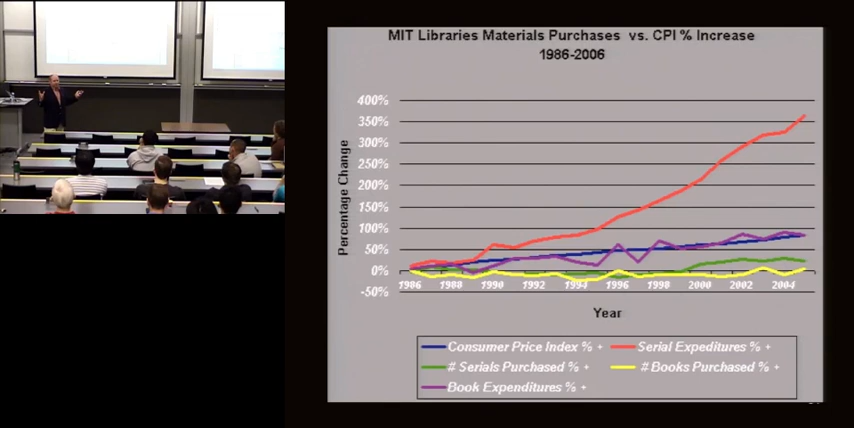 MIT Libraries Materials Purchases vs. CPI % Increase
1986-2006
400%
350%
300%
250%
200%
150%
100%
50%
0%
-50%
Percentage Change
1986 1988 1990 1992 1994 1996 1998 2000 2002 2004
Year
Consumer Price Index % + Serial Expeditures % +
# Serials Purchased % + # Books Purchased % +
Book Expenditures % +